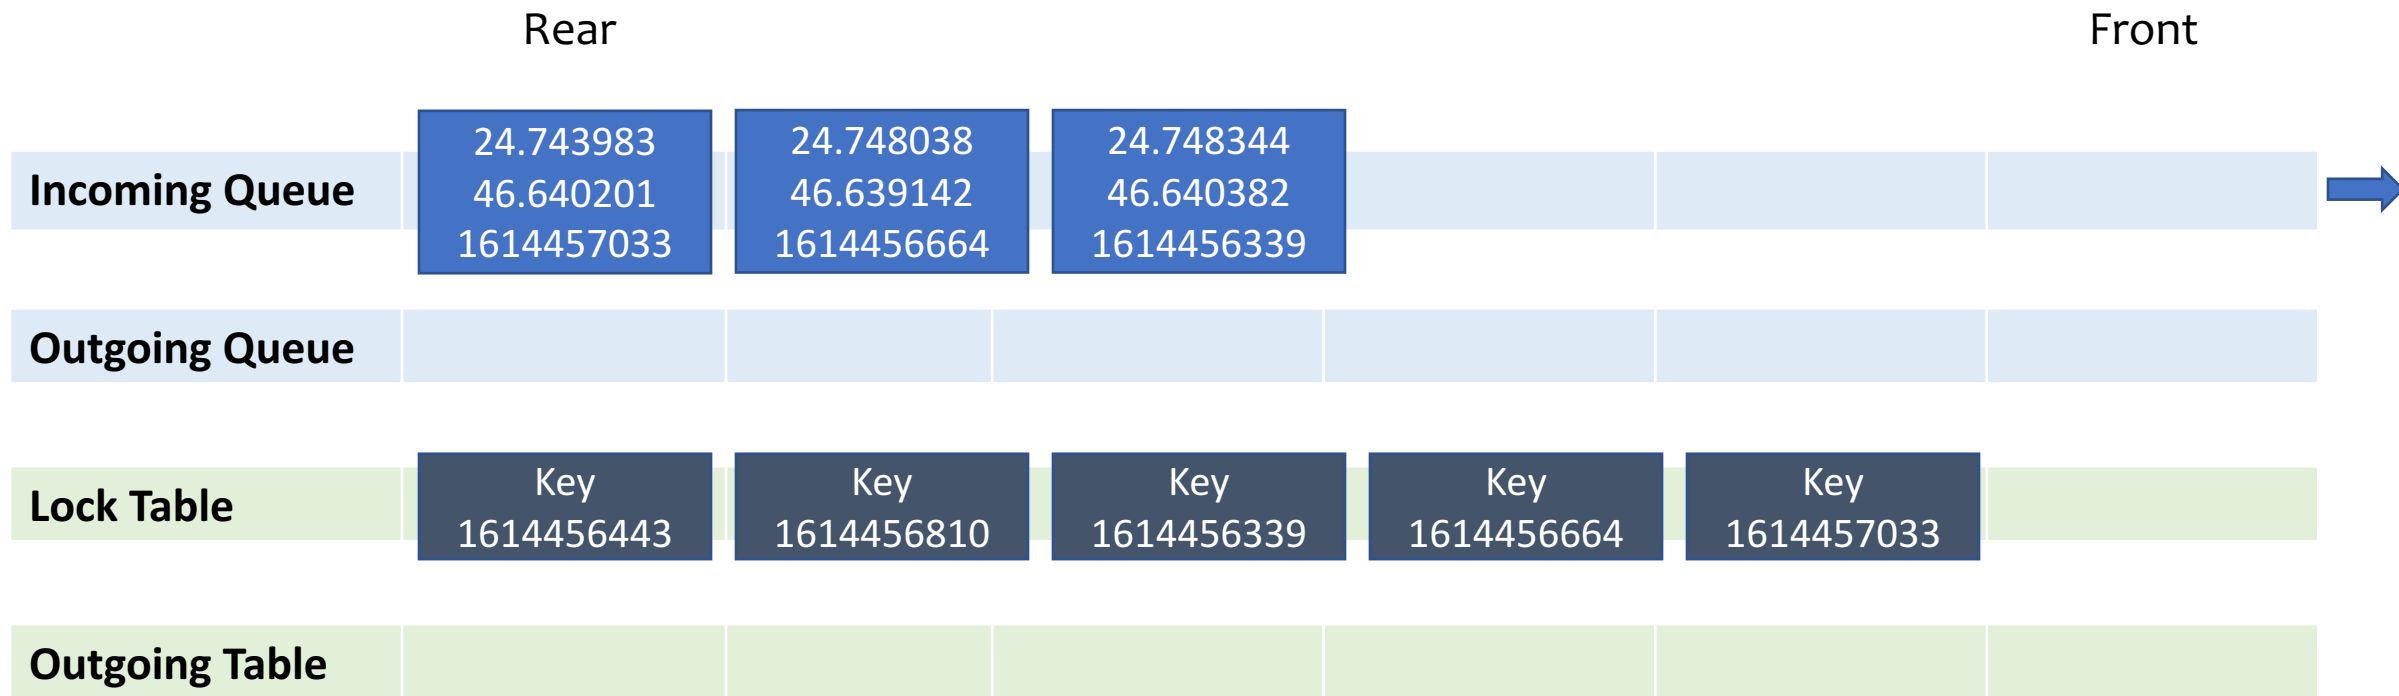 Rear
Front
Incoming Queue
24.743983
46.640201
1614457033
24.748038
46.639142
1614456664
24.748344
46.640382
1614456339
Outgoing Queue
Lock Table
Key
1614456443
Key
1614456810
Key
1614456339
Key
1614456664
Key
1614457033
Outgoing Table